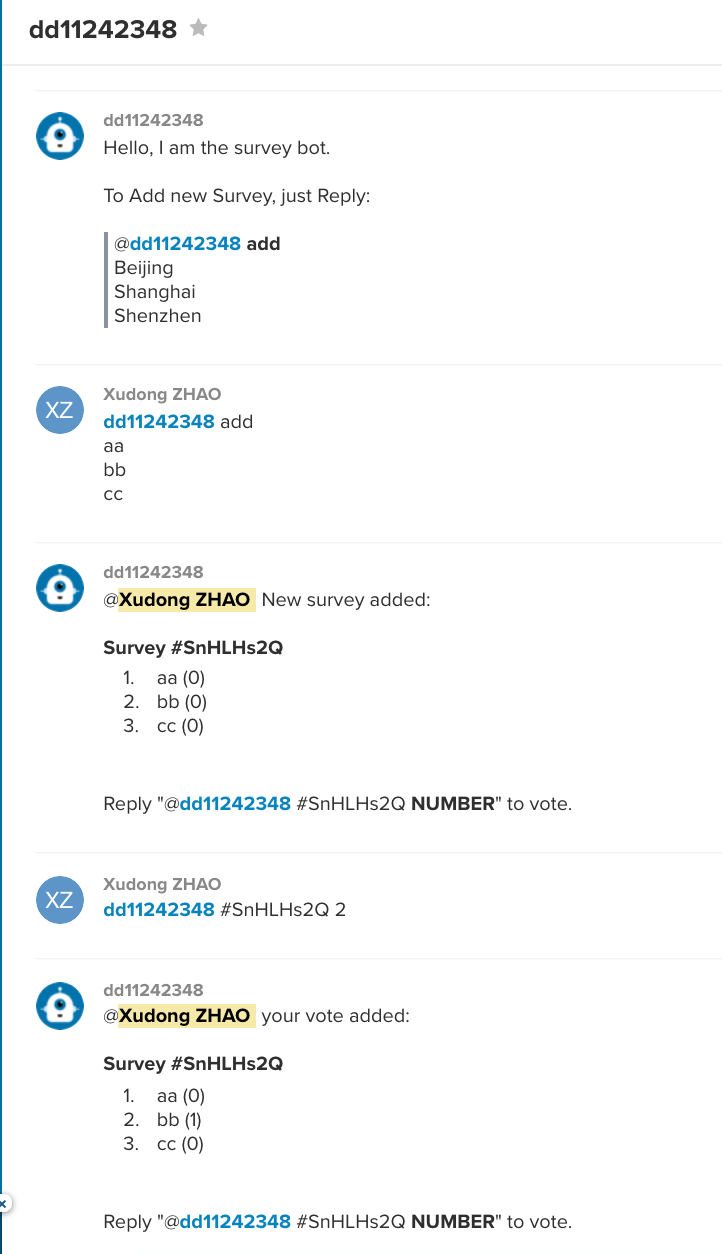 dd11242348
dd11242348
Hello, I am the survey bot.
To Add new Survey, just Reply:
@dd11242348 add
Beijing
Shanghai
Shenzhen
XZ
Xudong ZHAO
dd11242348 add
aa
bb
cc
dd11242348
@Xudong ZHAO New survey added:
Survey #SnHLHs2Q
1. aa (0)
2. bb (0)
3. cc (0)
Reply "@dd11242348 #SnHLHs2Q NUMBER" to vote.
XZ
Xudong ZHAO
dd11242348 #SnHLHs2Q 2
dd11242348
@Xudong ZHAO your vote added:
Survey #SnHLHs2Q
1. aa (0)
2. bb (1)
3. cc (0)
Reply "@dd11242348 #SnHLHs2Q NUMBER" to vote.